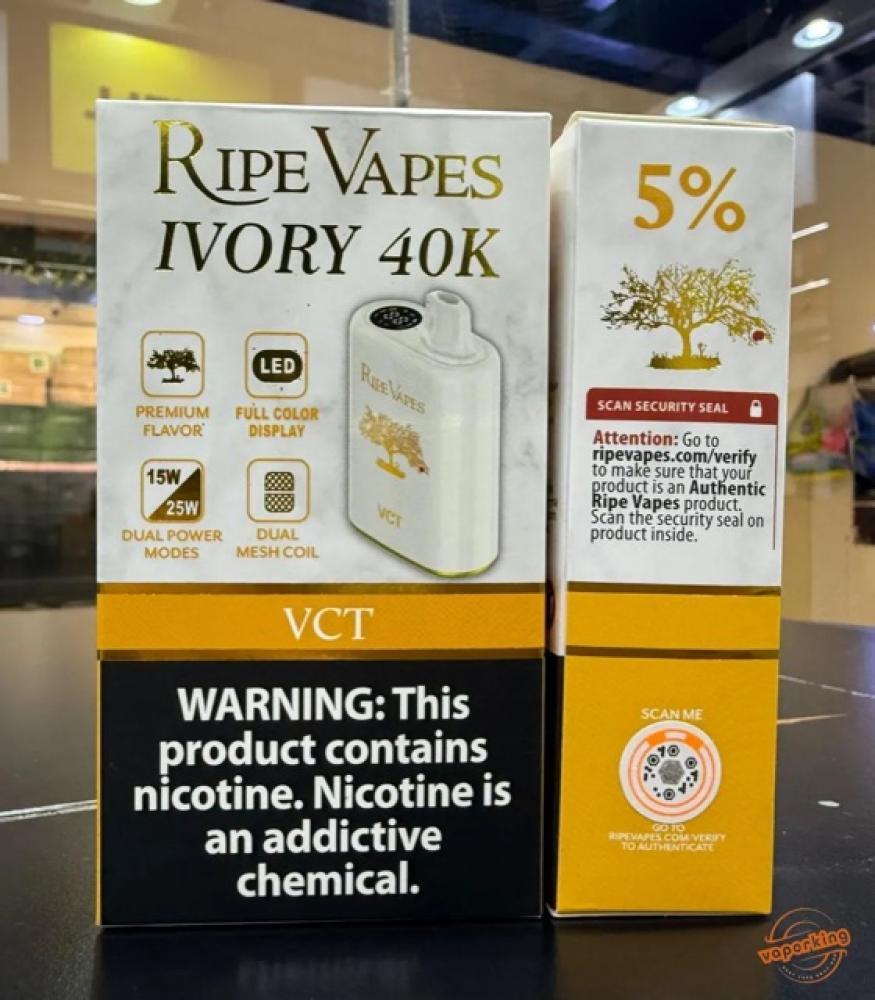 RIPE VAPES
IVORY 40K
PREMIUM
FLAVOR
LED
FULL COLOR
DISPLAY
15W
25W
DUAL POWER
MODES
DUAL
MESH COIL
RIPE VAPES
VCT
VCT
WARNING: This
product contains
nicotine. Nicotine is
an addictive
chemical.
5%
SCAN SECURITY SEAL
Attention: Go to
ripevapes.com/verify
to make sure that your
product is an Authentic
Ripe Vapes product.
Scan the security seal on
product inside.
SCAN ME
GO TO
RIPEVAPES.COM/VERIFY
TO AUTHENTICATE
vaporking